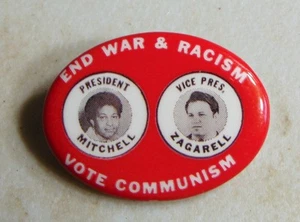 END WAR & RACISM
PRESIDENT
MITCHELL
VICE PRES.
ZAGARELL
VOTE COMMUNISM